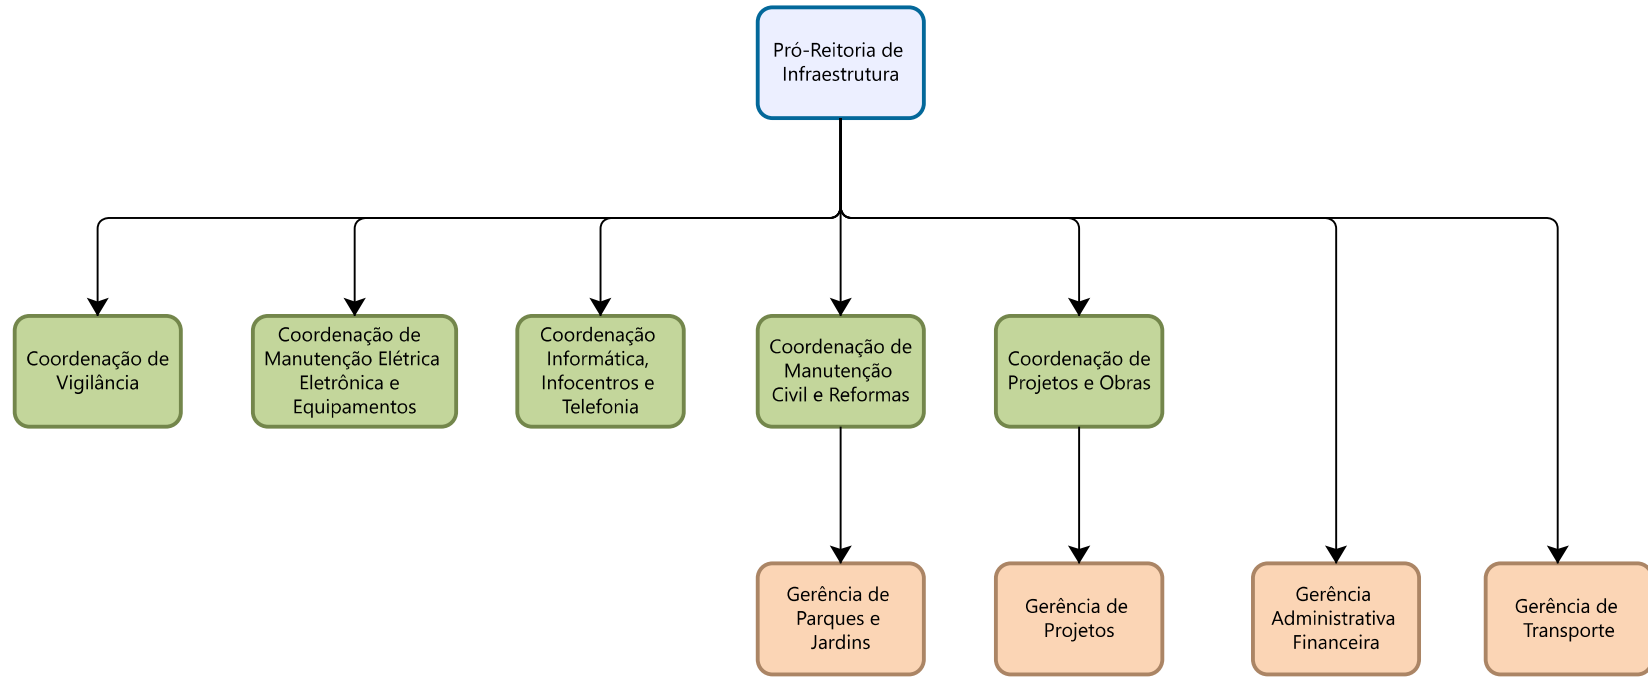 Pró-Reitoria de
Infraestrutura
Coordenação de
Vigilância
Coordenação de
Manutenção Elétrica
Eletrônica e
Equipamentos
Coordenação
Informática,
Infocentros e
Telefonia
Coordenação de
Manutenção
Civil e Reformas
Coordenação de
Projetos e Obras
Gerência de
Parques e
Jardins
Gerência de
Projetos
Gerência
Administrativa
Financeira
Gerência de
Transporte